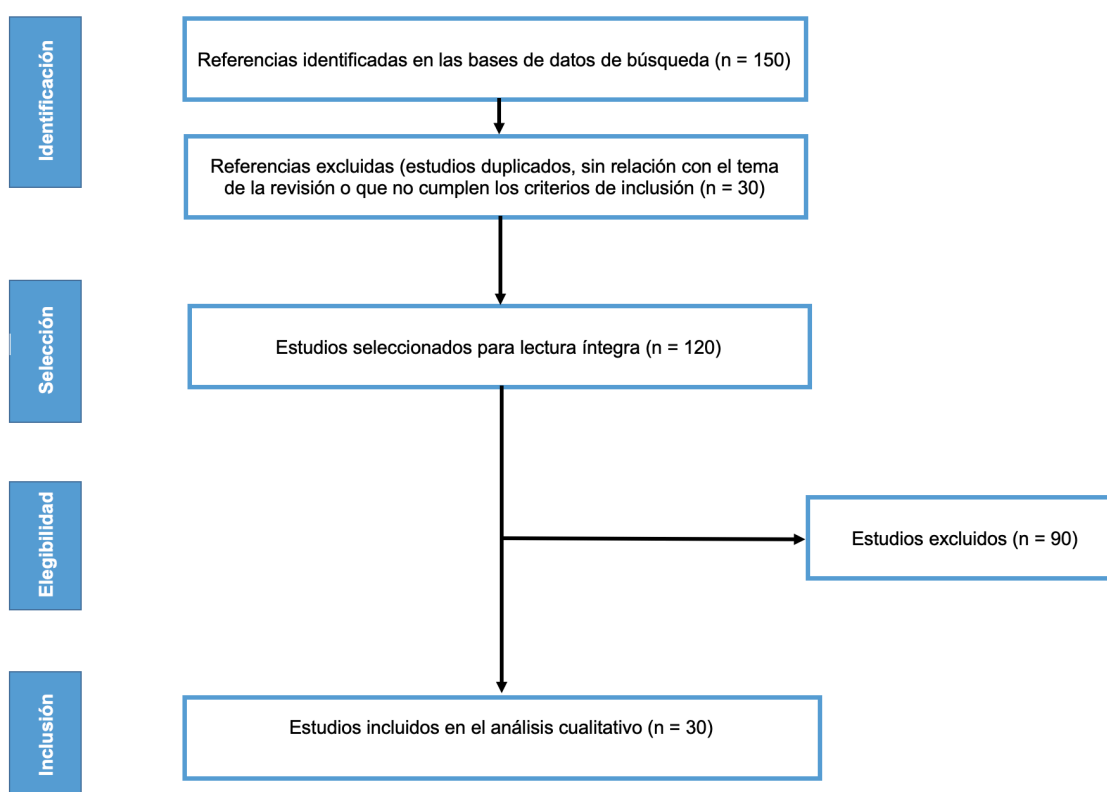 Identificación
Referencias identificadas en las bases de datos de búsqueda (n = 150)
Referencias excluidas (estudios duplicados, sin relación con el tema
de la revisión o que no cumplen los criterios de inclusión (n = 30)
Selección
Estudios seleccionados para lectura íntegra (n = 120)
Elegibilidad
Estudios excluidos (n = 90)
Inclusión
Estudios incluidos en el análisis cualitativo (n = 30)